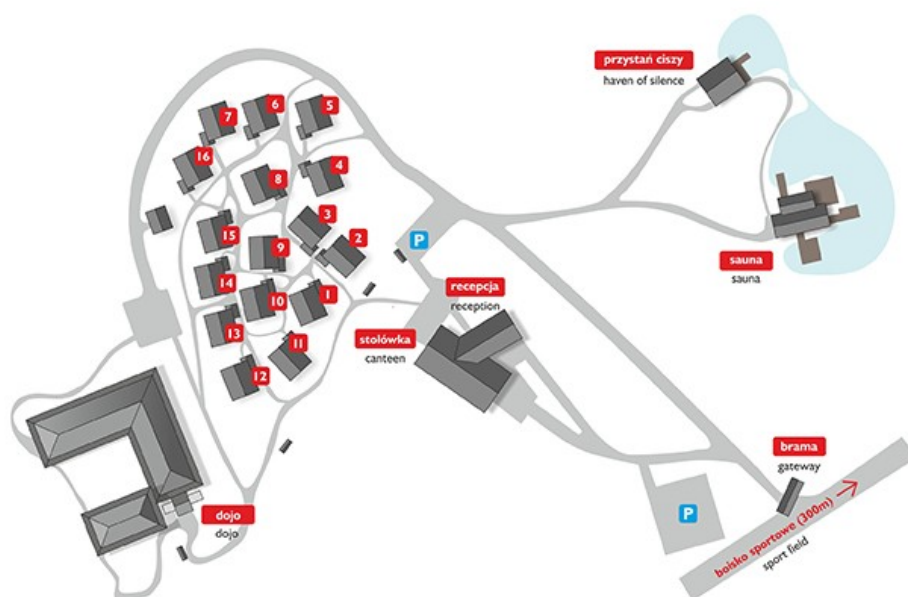 przystań ciszy
haven of silence
7
6
5
16
4
8
3
2
15
9
P
14
10
1
sauna
sauna
recepcja
reception
13
11
stołówka
canteen
12
brama
gateway
dojo
dojo
P
boisko sportowe (300m)
sport field